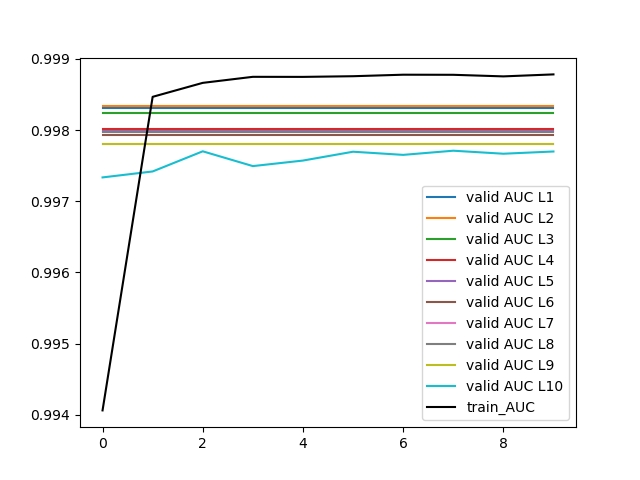 0.999
0.998
0.997
0.996
0.995
0.994
0 2 4 6 8
valid AUC L1
valid AUC L2
valid AUC L3
valid AUC L4
valid AUC L5
valid AUC L6
valid AUC L7
valid AUC L8
valid AUC L9
valid AUC L10
train_AUC